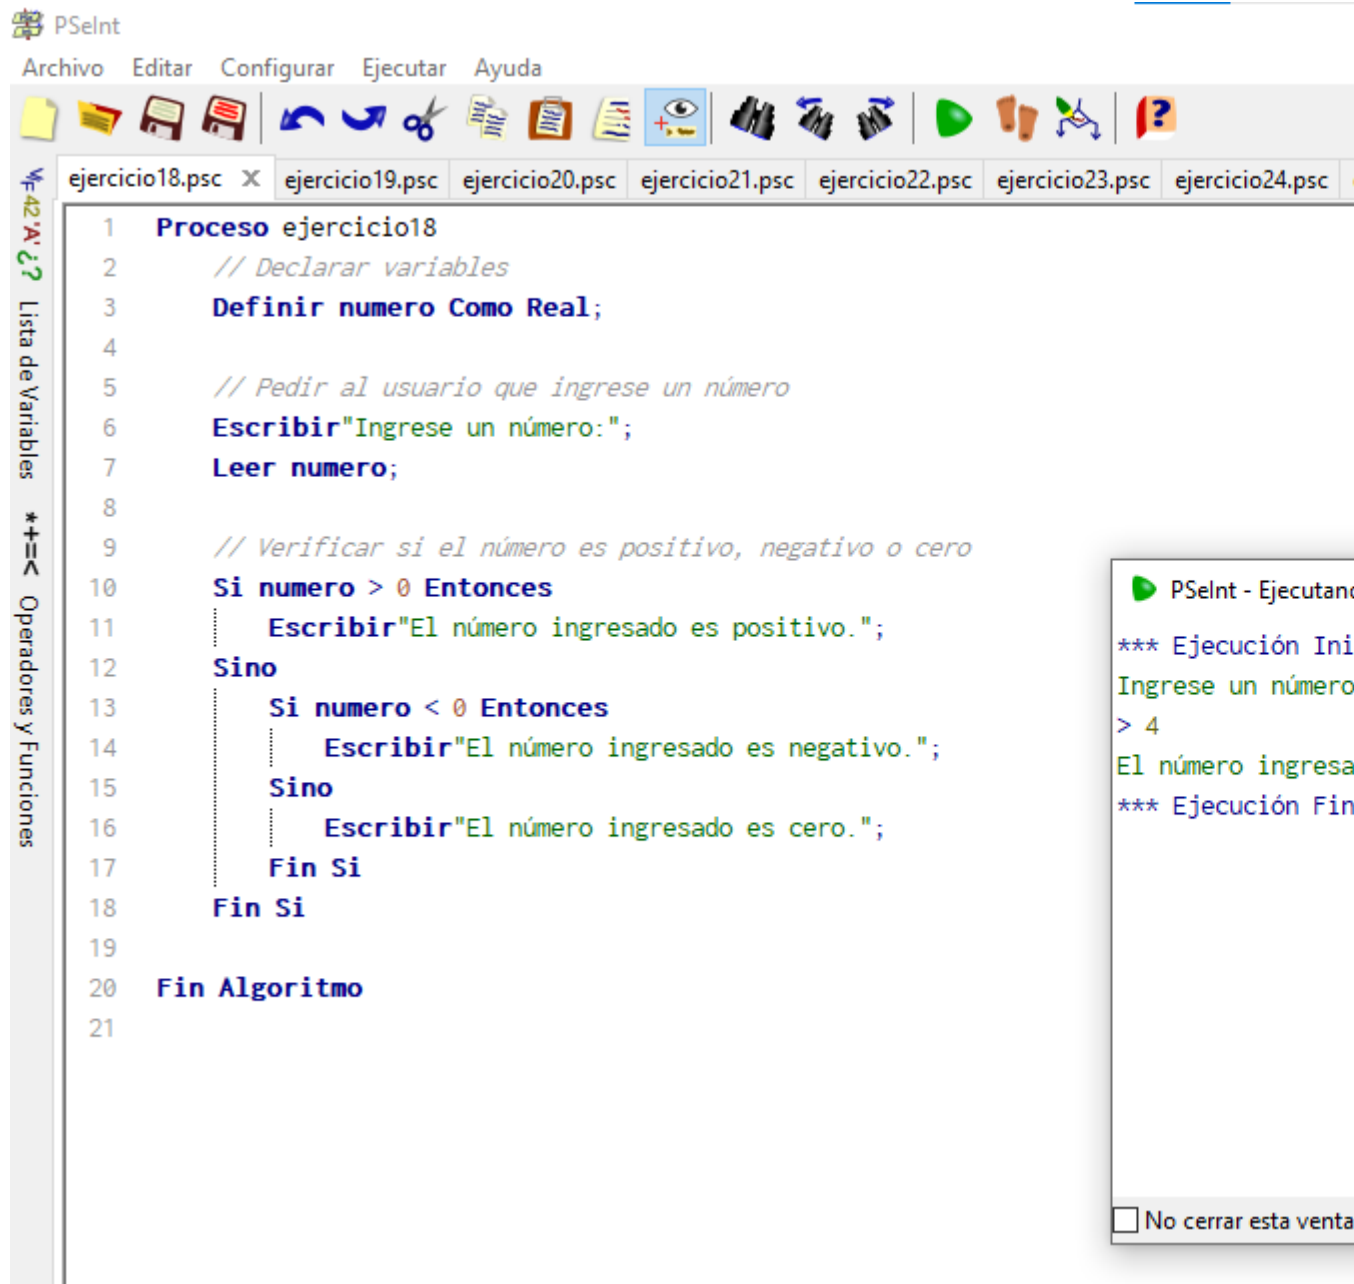 PSeInt
Archivo Editar Configurar Ejecutar Ayuda
ejercicio18.psc X ejercicio19.psc ejercicio20.psc ejercicio21.psc ejercicio22.psc ejercicio23.psc ejercicio24.psc
42 'A' ¿? Lista de Variables *+=< Operadores y Funciones
1 Proceso ejercicio18
2 // Declarar variables
3 Definir numero Como Real;
4
5 // Pedir al usuario que ingrese un número
6 Escribir"Ingrese un número:";
7 Leer numero;
8
9 // Verificar si el número es positivo, negativo o cero
10 Si numero > 0 Entonces
11 Escribir"El número ingresado es positivo.";
12 Sino
13 Si numero < 0 Entonces
14 Escribir"El número ingresado es negativo.";
15 Sino
16 Escribir"El número ingresado es cero.";
17 Fin Si
18 Fin Si
19
20 Fin Algoritmo
21
PSeInt - Ejecutand
*** Ejecución Ini
Ingrese un número
> 4
El número ingresa
*** Ejecución Fin
No cerrar esta venta